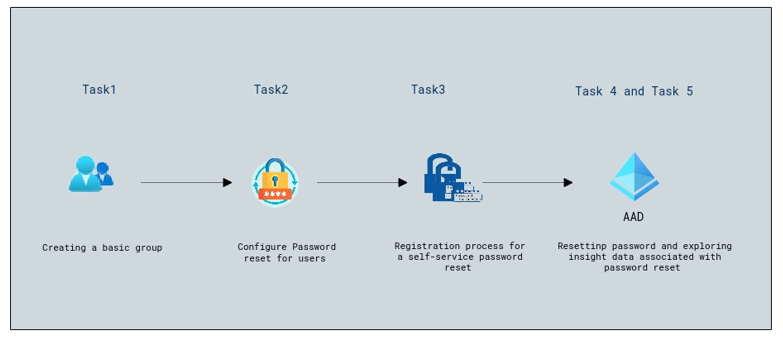 Task1
Task2
Task3
Task 4 and Task 5
****
AAD
Creating a basic group
Configure Password
reset for users
Registration process for
a self-service password
reset
Resettinp password and exploring
insight data associated with
password reset